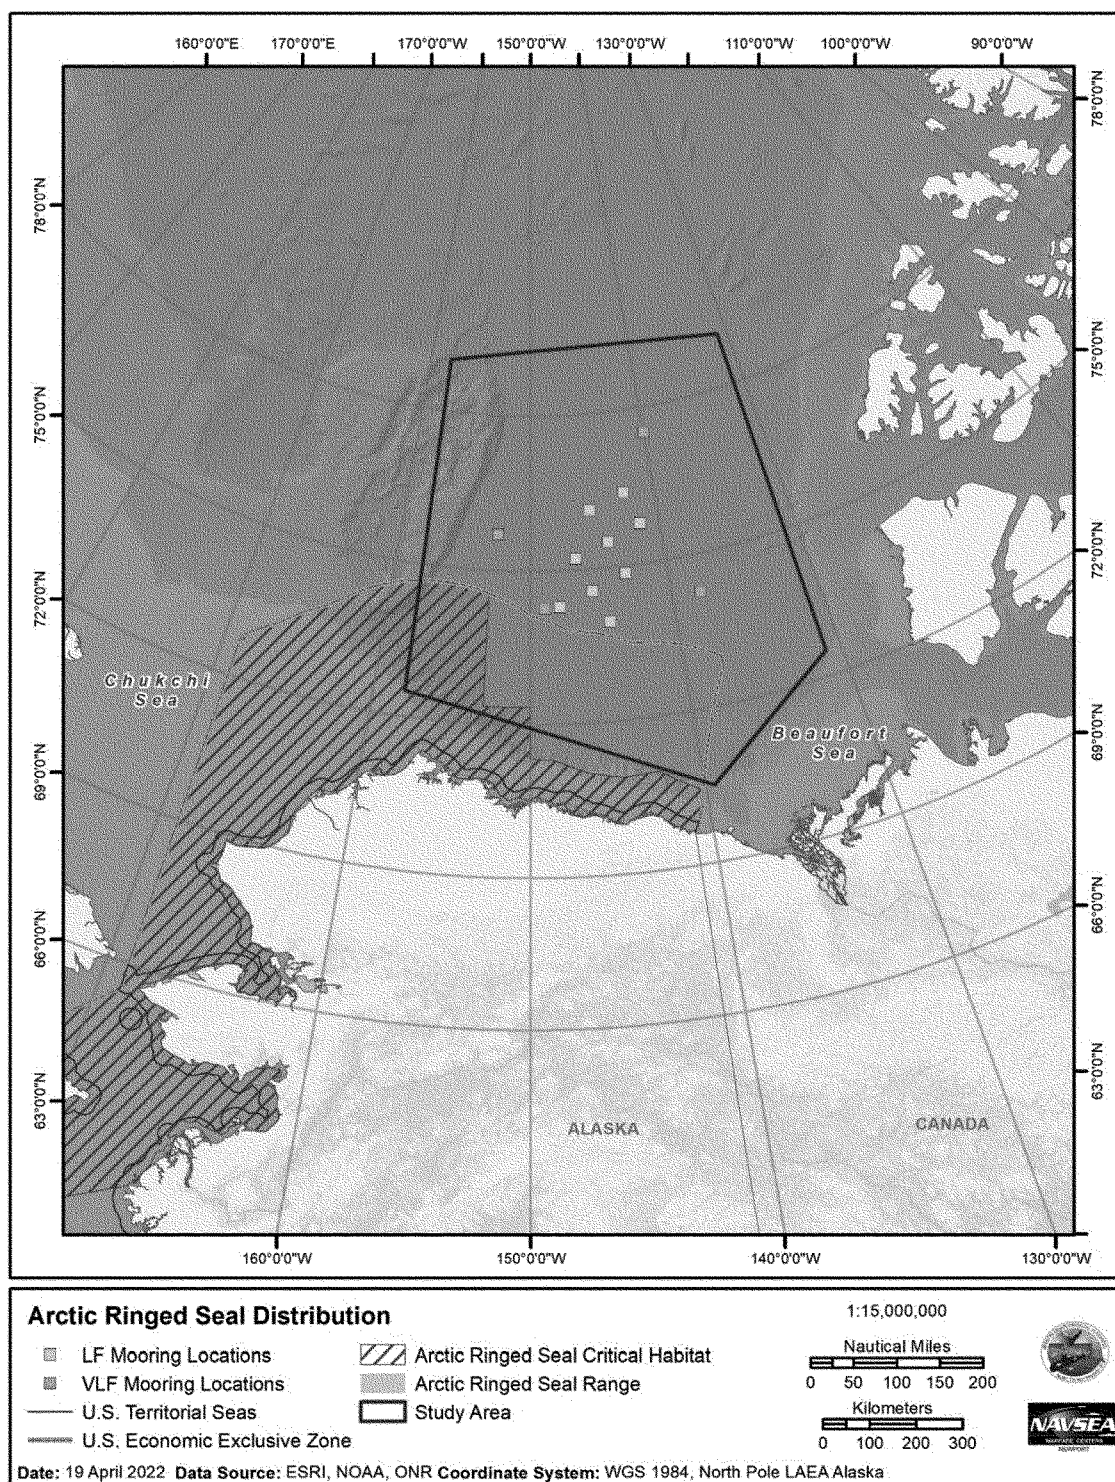 160°0'0"E 170°0'0"E 170°0'0"W 150°0'0"W 130°0'0"W 110°0'0"W 100°0'0"W 90°0'0"W
78°0'0"N
75°0'0"N
72°0'0"N
69°0'0"N
66°0'0"N
63°0'0"N
78°0'0"N
75°0'0"N
72°0'0"N
69°0'0"N
66°0'0"N
63°0'0"N
Chukchi
Sea
Beaufort
Sea
ALASKA
CANADA
160°0'0"W 150°0'0"W 140°0'0"W 130°0'0"W
Arctic Ringed Seal Distribution
LF Mooring Locations
VLF Mooring Locations
U.S. Territorial Seas
U.S. Economic Exclusive Zone
Arctic Ringed Seal Critical Habitat
Arctic Ringed Seal Range
Study Area
1:15,000,000
Nautical Miles
0 50 100 150 200
Kilometers
0 100 200 300
NAVSEA
WARFARE CENTERS
NEWPORT
Date: 19 April 2022 Data Source: ESRI, NOAA, ONR Coordinate System: WGS 1984, North Pole LAEA Alaska